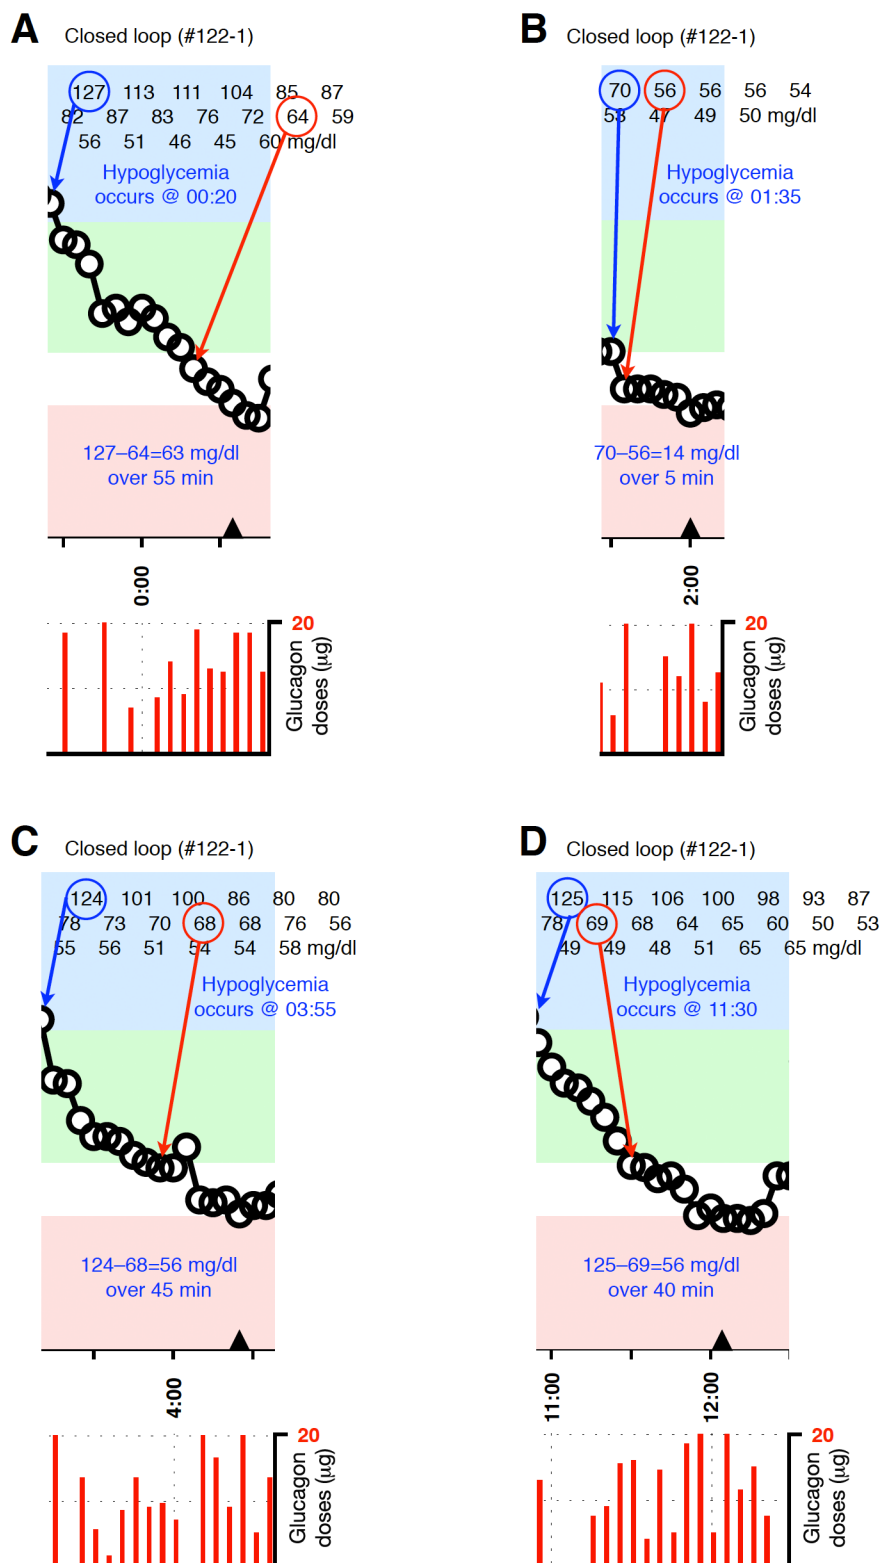 A
Closed loop (#122-1)
127 113 111 104 85 87
82 87 83 76 72 64 59
56 51 46 45 60 mg/dl
Hypoglycemia
occurs @ 00:20
127–64=63 mg/dl
over 55 min
0:00
20
Glucagon
doses (µg)
B
Closed loop (#122-1)
70 56 56 56 54
53 47 49 50 mg/dl
Hypoglycemia
occurs @ 01:35
70–56=14 mg/dl
over 5 min
2:00
20
Glucagon
doses (µg)
C
Closed loop (#122-1)
124 101 100 86 80 80
78 73 70 68 68 76 56
55 56 51 54 54 58 mg/dl
Hypoglycemia
occurs @ 03:55
124–68=56 mg/dl
over 45 min
4:00
20
Glucagon
doses (µg)
D
Closed loop (#122-1)
125 115 106 100 98 93 87
78 69 68 64 65 60 50 53
49 49 48 51 65 65 mg/dl
Hypoglycemia
occurs @ 11:30
125–69=56 mg/dl
over 40 min
11:00
12:00
20
Glucagon
doses (µg)